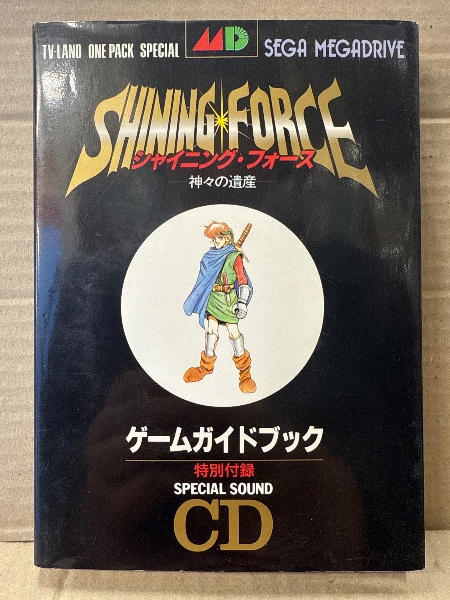 TV-LAND ONE PACK SPECIAL MD SEGA MEGADRIVE
SHINING FORCE
シャイニング・フォース
神々の遺産
ゲームガイドブック
特別付録
SPECIAL SOUND
CD